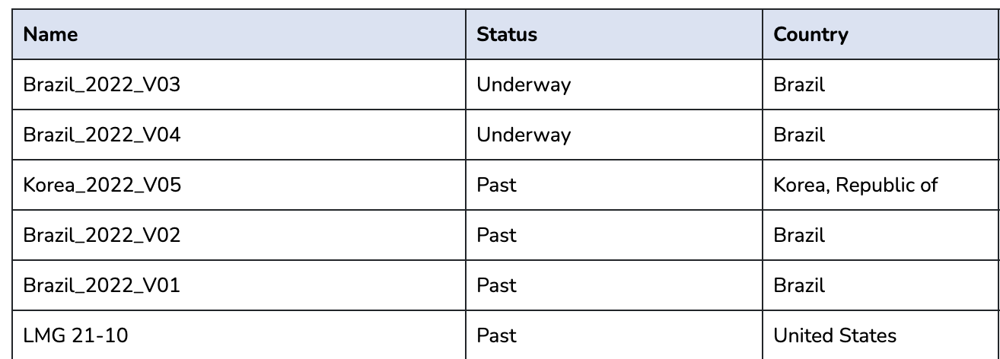 Name Status Country
Brazil_2022_V03 Underway Brazil
Brazil_2022_V04 Underway Brazil
Korea_2022_V05 Past Korea, Republic of
Brazil_2022_V02 Past Brazil
Brazil_2022_V01 Past Brazil
LMG 21-10 Past United States